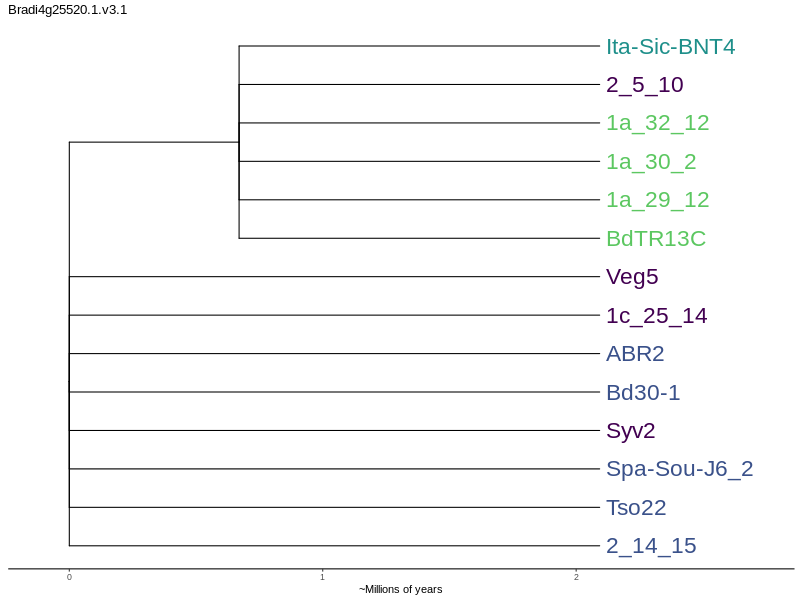 Bradi4g25520.1.v3.1
Ita-Sic-BNT4
2_5_10
1a_32_12
1a_30_2
1a_29_12
BdTR13C
Veg5
1c_25_14
ABR2
Bd30-1
Syv2
Spa-Sou-J6_2
Tso22
2_14_15
0 1 2
~Millions of years